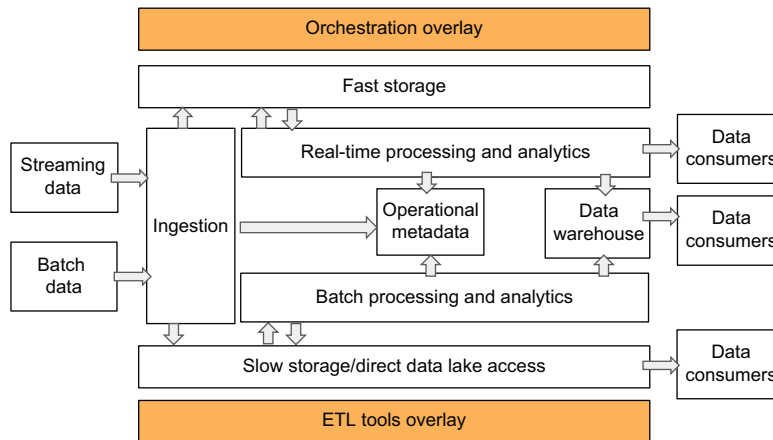 Orchestration overlay
Fast storage
Real-time processing and analytics
Data
consumers
Streaming
data
Ingestion
Operational
metadata
Data
warehouse
Data
consumers
Batch
data
Batch processing and analytics
Slow storage/direct data lake access
Data
consumers
ETL tools overlay